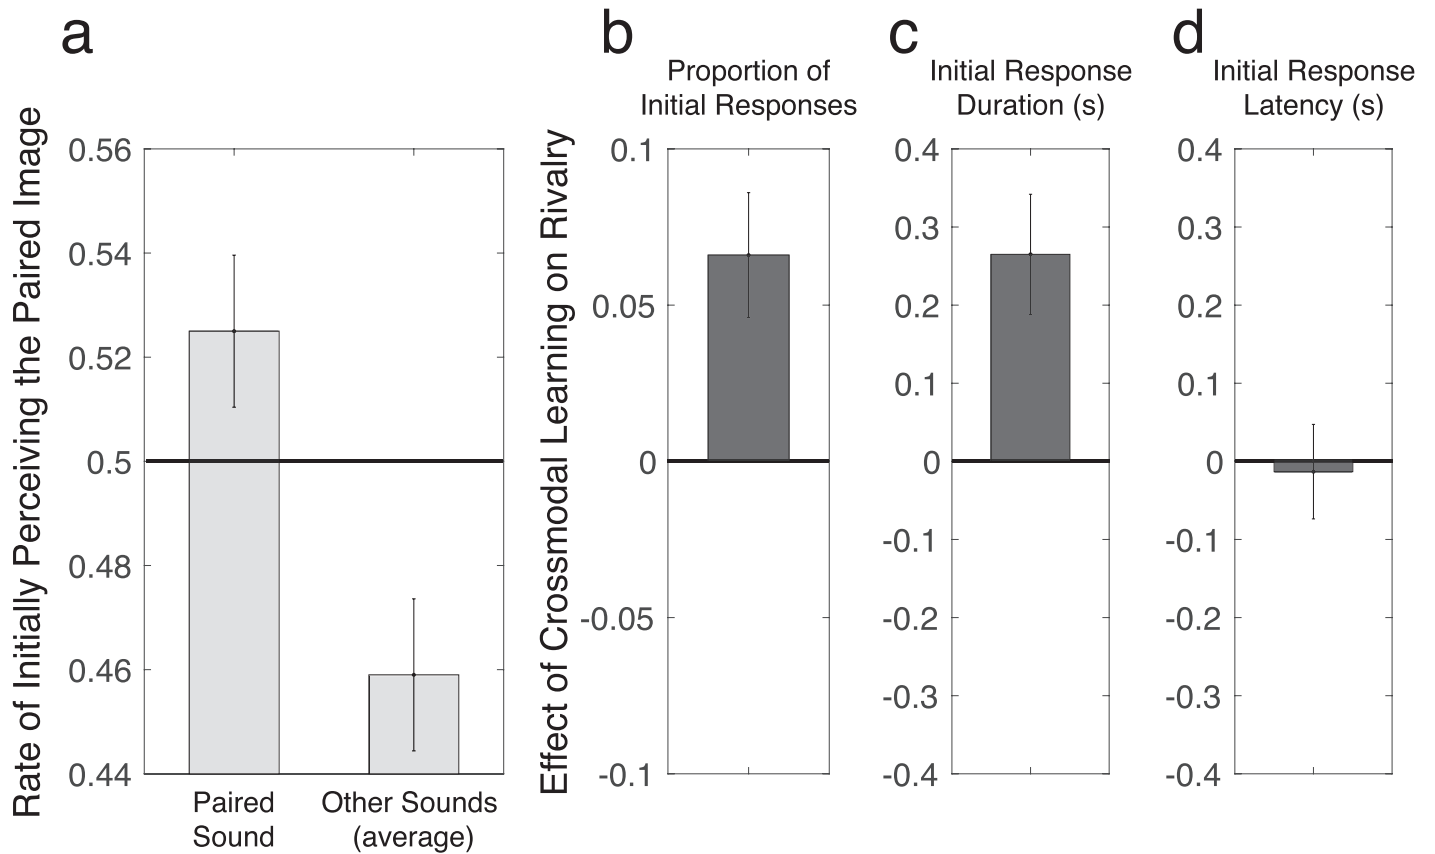 a
Rate of Initially Perceiving the Paired Image
0.56
0.54
0.52
0.5
0.48
0.46
0.44
Paired
Sound
Other Sounds
(average)
b
Proportion of
Initial Responses
Effect of Crossmodal Learning on Rivalry
0.1
0.05
0
-0.05
-0.1
c
Initial Response
Duration (s)
0.4
0.3
0.2
0.1
0
-0.1
-0.2
-0.3
-0.4
d
Initial Response
Latency (s)
0.4
0.3
0.2
0.1
0
-0.1
-0.2
-0.3
-0.4